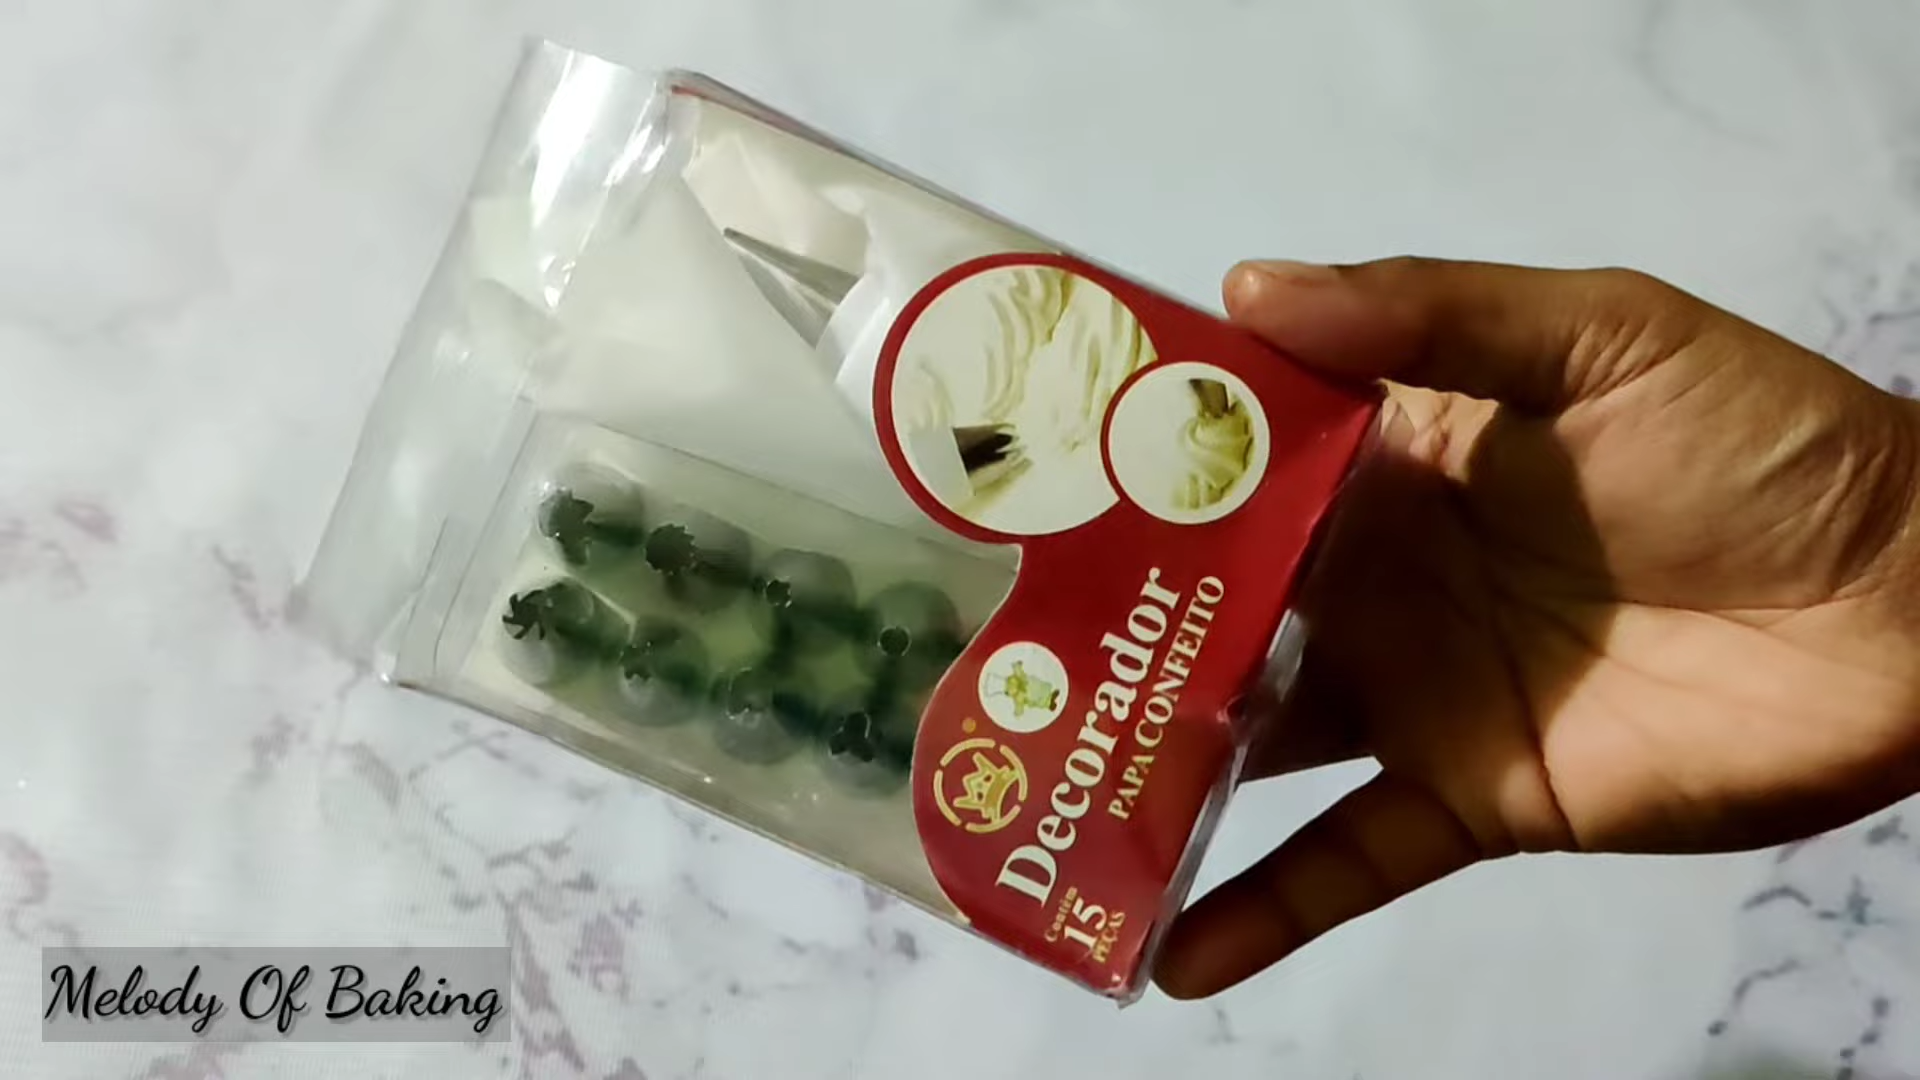 Decorador
PAPA CONFEITO
Contém
15
PEÇAS
®
Melody Of Baking